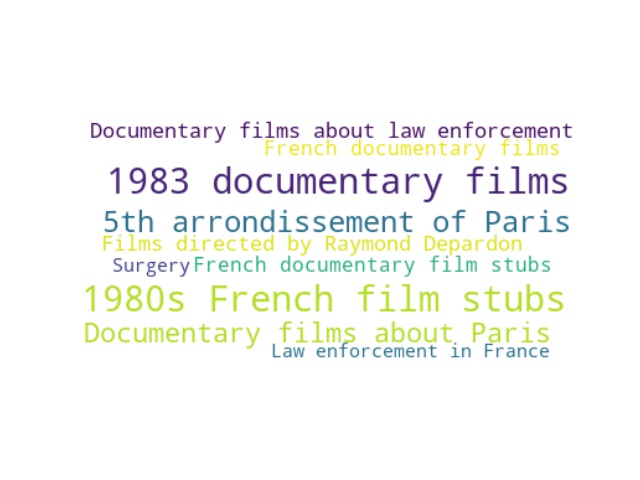 Documentary films about law enforcement
French documentary films
1983 documentary films
5th arrondissement of Paris
Films directed by Raymond Depardon
Surgery French documentary film stubs
1980s French film stubs
Documentary films about Paris
Law enforcement in France